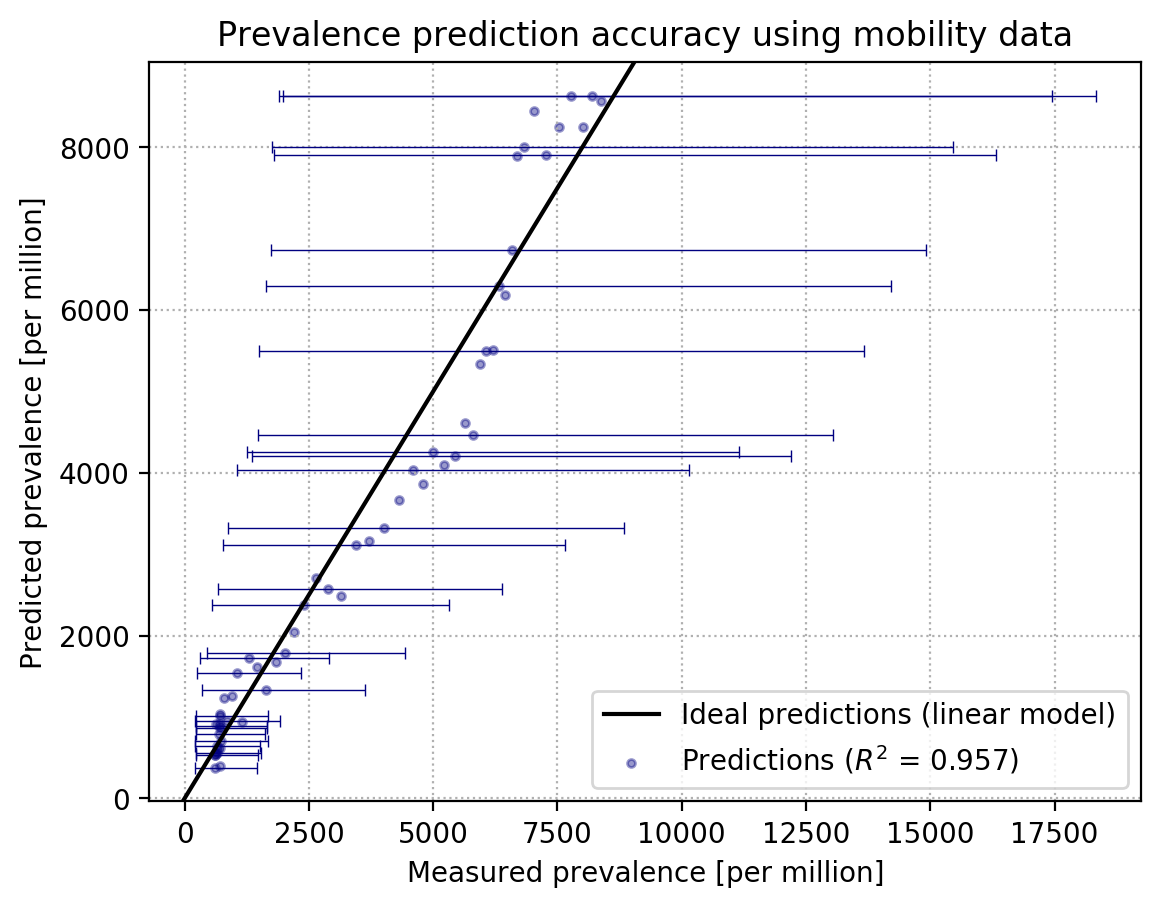 Prevalence prediction accuracy using mobility data
Predicted prevalence [per million]
8000
6000
4000
2000
0
Ideal predictions (linear model)
Predictions (R² = 0.957)
0 2500 5000 7500 10000 12500 15000 17500
Measured prevalence [per million]